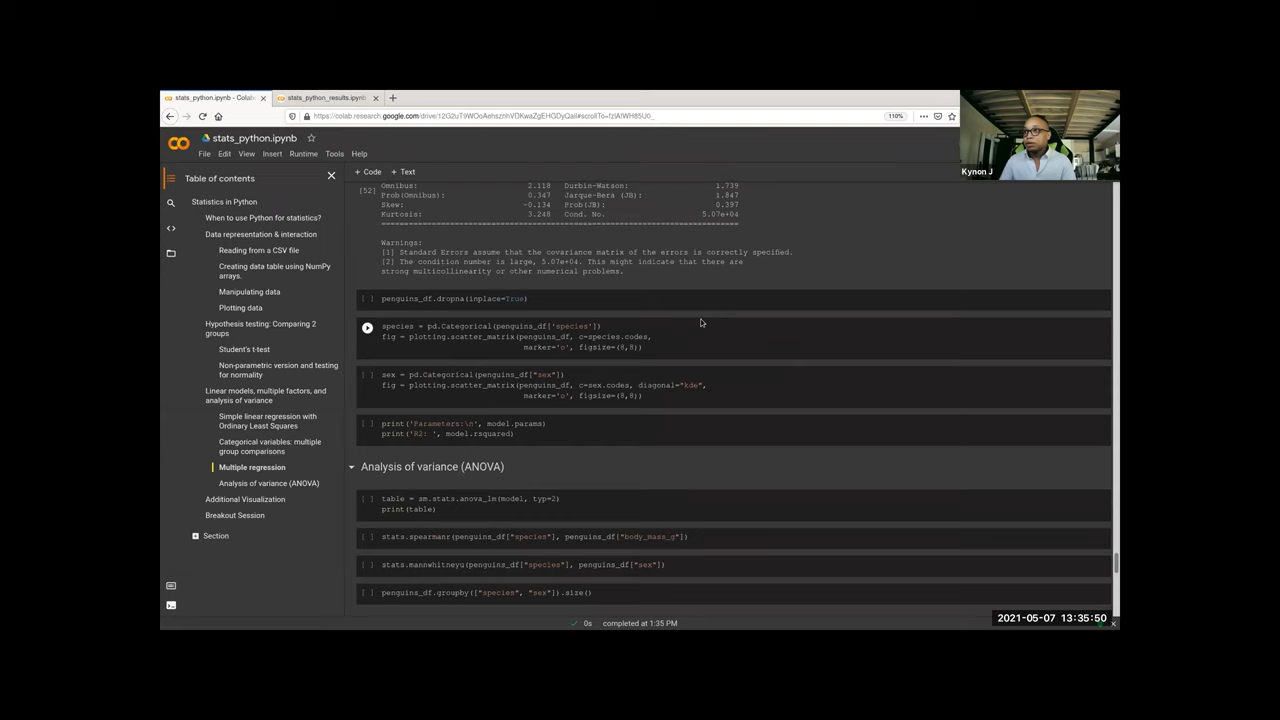 stats_python.ipynb - Colab
stats_python_results.ipynb
110%
stats_python.ipynb
File Edit View Insert Runtime Tools Help
Kynon J
Table of contents
+ Code + Text
Statistics in Python
When to use Python for statistics?
Data representation & interaction
Reading from a CSV file
Creating data table using NumPy
arrays.
Manipulating data
Plotting data
Hypothesis testing: Comparing 2
groups
Student's t-test
Non-parametric version and testing
for normality
Linear models, multiple factors, and
analysis of variance
Simple linear regression with
Ordinary Least Squares
Categorical variables: multiple
group comparisons
Multiple regression
Analysis of variance (ANOVA)
Additional Visualization
Breakout Session
Section
[52]
Omnibus: 2.118 Durbin-Watson: 1.739
Prob(Omnibus): 0.347 Jarque-Bera (JB): 1.847
Skew: -0.134 Prob(JB): 0.397
Kurtosis: 3.248 Cond. No. 5.07e+04
Warnings:
[1] Standard Errors assume that the covariance matrix of the errors is correctly specified.
[2] The condition number is large, 5.07e+04. This might indicate that there are
strong multicollinearity or other numerical problems.
[ ] penguins_df.dropna(inplace=True)
species = pd.Categorical(penguins_df['species'])
fig = plotting.scatter_matrix(penguins_df, c=species.codes,
marker='o', figsize=(8,8))
[ ] sex = pd.Categorical(penguins_df["sex"])
fig = plotting.scatter_matrix(penguins_df, c=sex.codes, diagonal="kde",
marker='o', figsize=(8,8))
[ ] print('Parameters:\n', model.params)
print('R2: ', model.rsquared)
Analysis of variance (ANOVA)
[ ] table = sm.stats.anova_lm(model, typ=2)
print(table)
[ ] stats.spearmanr(penguins_df["species"], penguins_df["body_mass_g"])
[ ] stats.mannwhitneyu(penguins_df["species"], penguins_df["sex"])
[ ] penguins_df.groupby(["species", "sex"]).size()
0s completed at 1:35 PM
2021-05-07 13:35:50